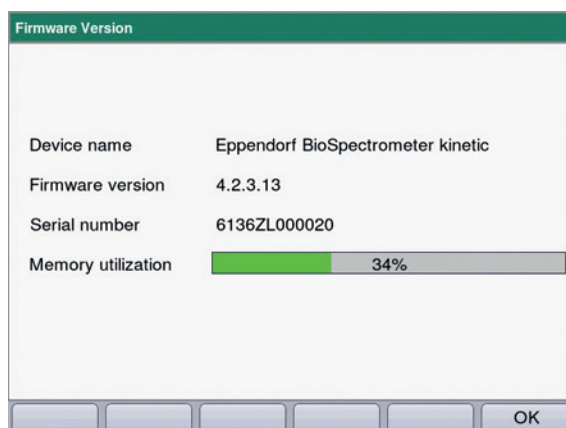 Firmware Version
Device name Eppendorf BioSpectrometer kinetic
Firmware version 4.2.3.13
Serial number 6136ZL000020
Memory utilization 34%
OK